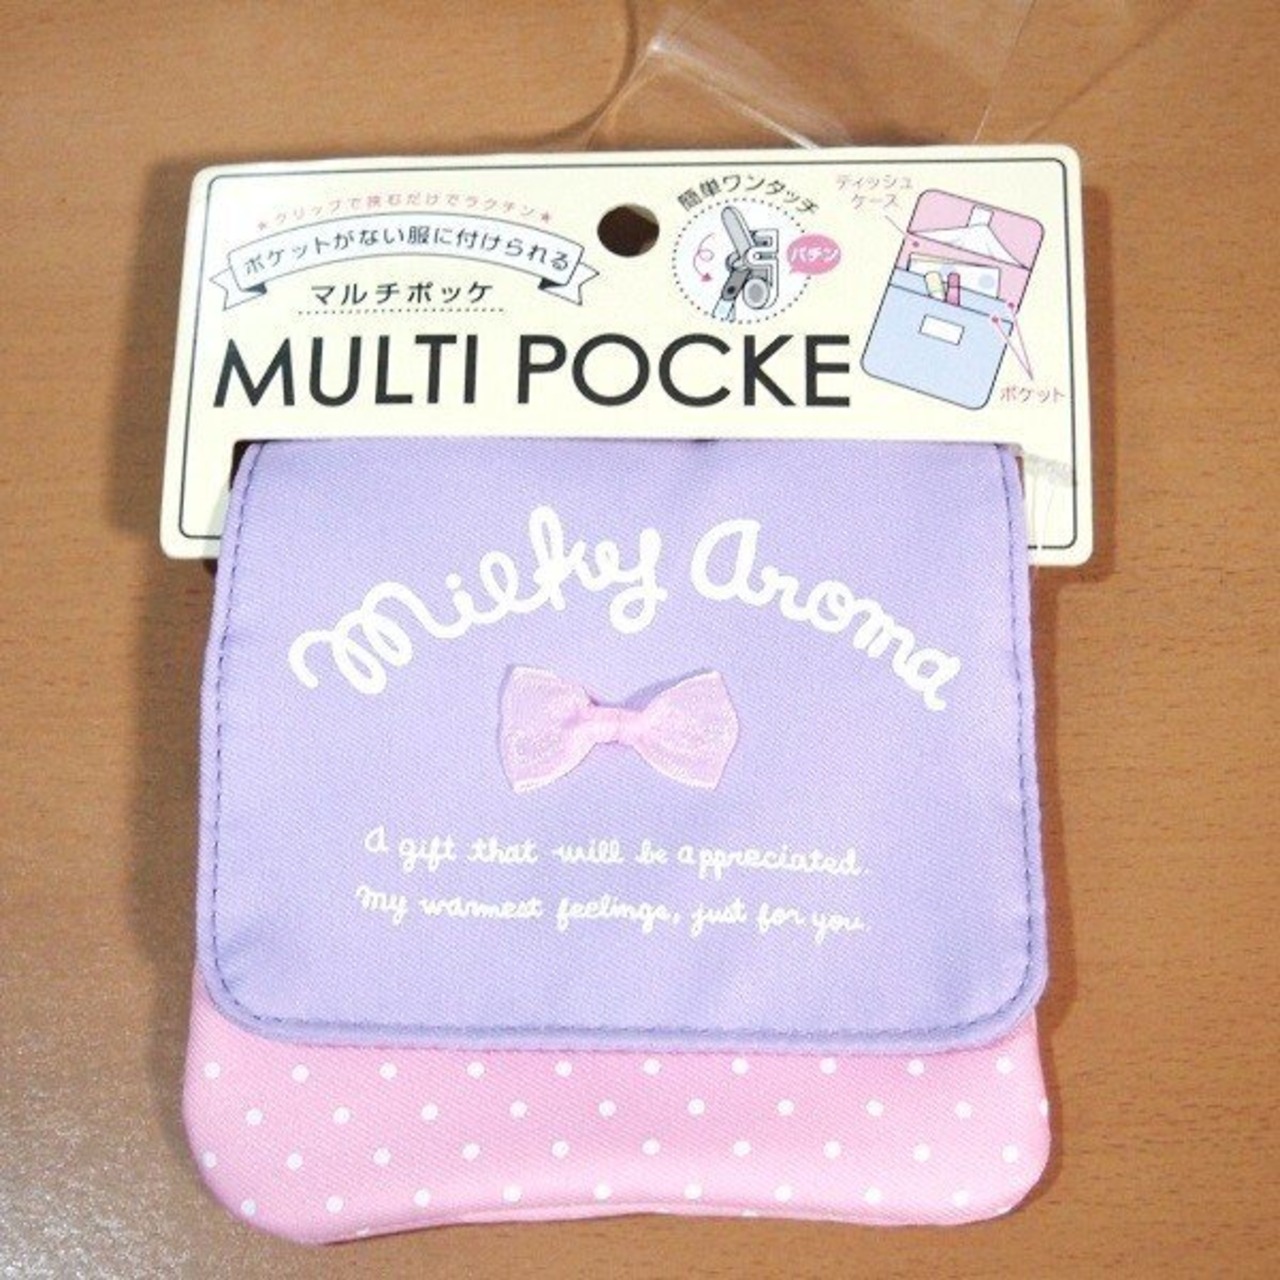 ★クリップで挟むだけでラクチン★
ポケットがない服に付けられる
マルチポッケ
MULTI POCKE
簡単ワンタッチ
パチン
ティッシュ
ケース
ポケット
Milky Aroma
A gift that will be appreciated.
My warmest feelings, just for you.